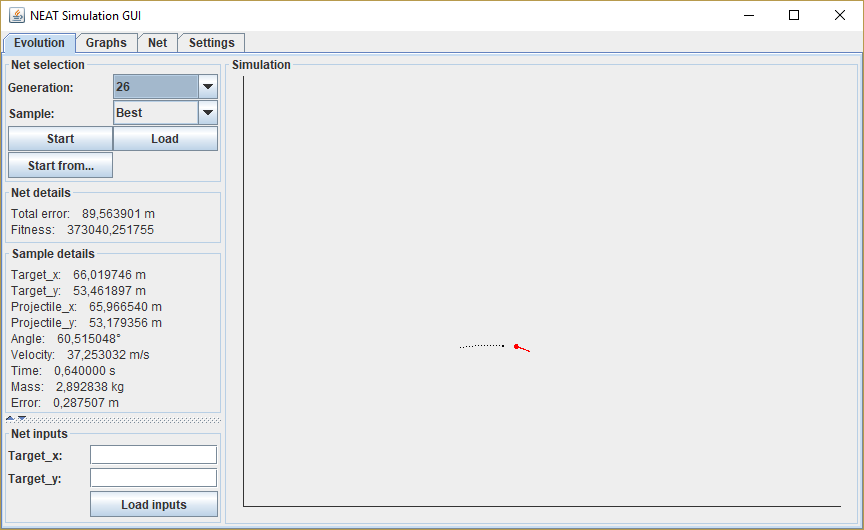 NEAT Simulation GUI
Evolution Graphs Net Settings
Net selection
Generation: 26
Sample: Best
Start Load
Start from...
Net details
Total error: 89,563901 m
Fitness: 373040,251755
Sample details
Target_x: 66,019746 m
Target_y: 53,461897 m
Projectile_x: 65,966540 m
Projectile_y: 53,179356 m
Angle: 60,515048°
Velocity: 37,253032 m/s
Time: 0,640000 s
Mass: 2,892838 kg
Error: 0,287507 m
Net inputs
Target_x:
Target_y:
Load inputs
Simulation